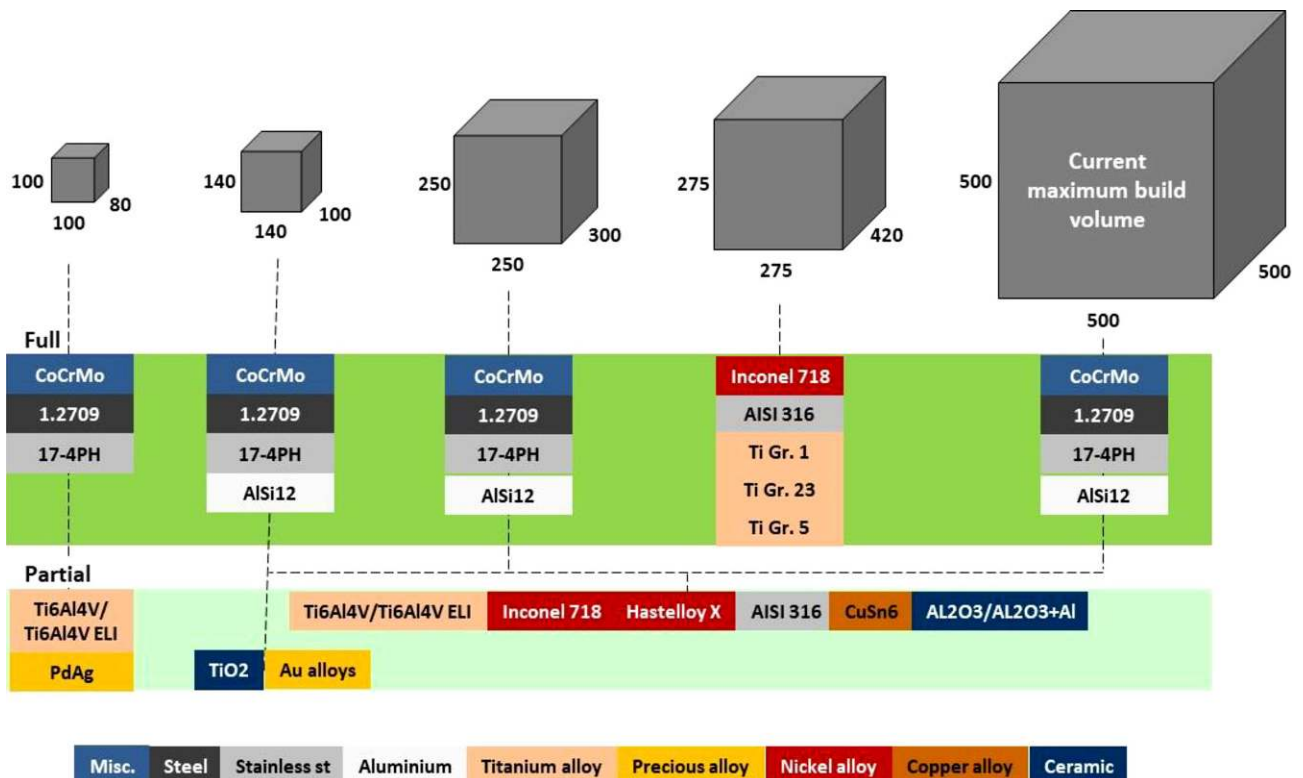 100
100
80
140
140
100
250
250
300
275
275
420
500
Current
maximum build
volume
500
500
Full
CoCrMo
1.2709
17-4PH
CoCrMo
1.2709
17-4PH
AlSi12
CoCrMo
1.2709
17-4PH
AlSi12
Inconel 718
AISI 316
Ti Gr. 1
Ti Gr. 23
Ti Gr. 5
CoCrMo
1.2709
17-4PH
AlSi12
Partial
Ti6Al4V/
Ti6Al4V ELI
PdAg
Ti6Al4V/Ti6Al4V ELI Inconel 718 Hastelloy X AISI 316 CuSn6 AL2O3/AL2O3+Al
TiO2 Au alloys
Misc. Steel Stainless st Aluminium Titanium alloy Precious alloy Nickel alloy Copper alloy Ceramic